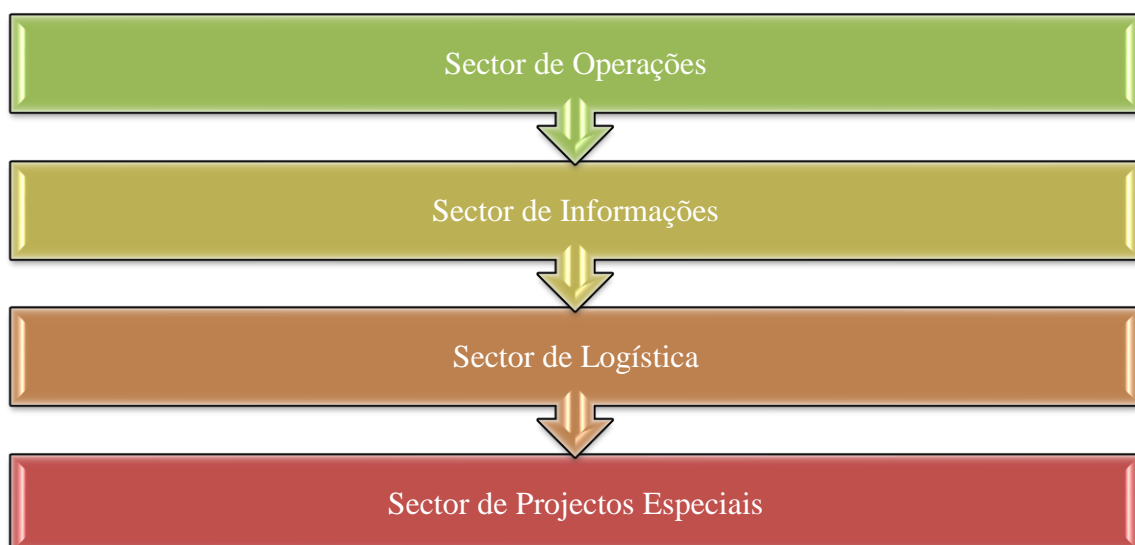 Sector de Operações
Sector de Informações
Sector de Logística
Sector de Projectos Especiais